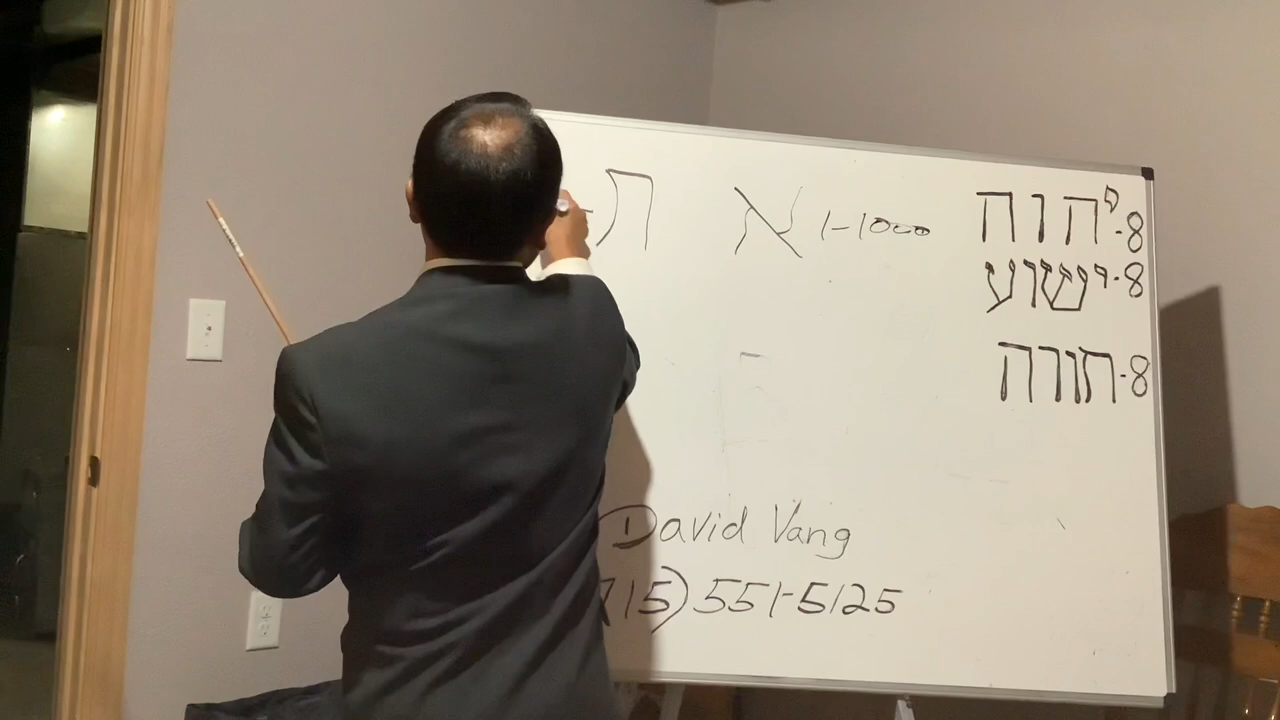 יהוה-8
ישוע-8
תורה-8
א 1-1000
ת
David Vang
715) 551-5125